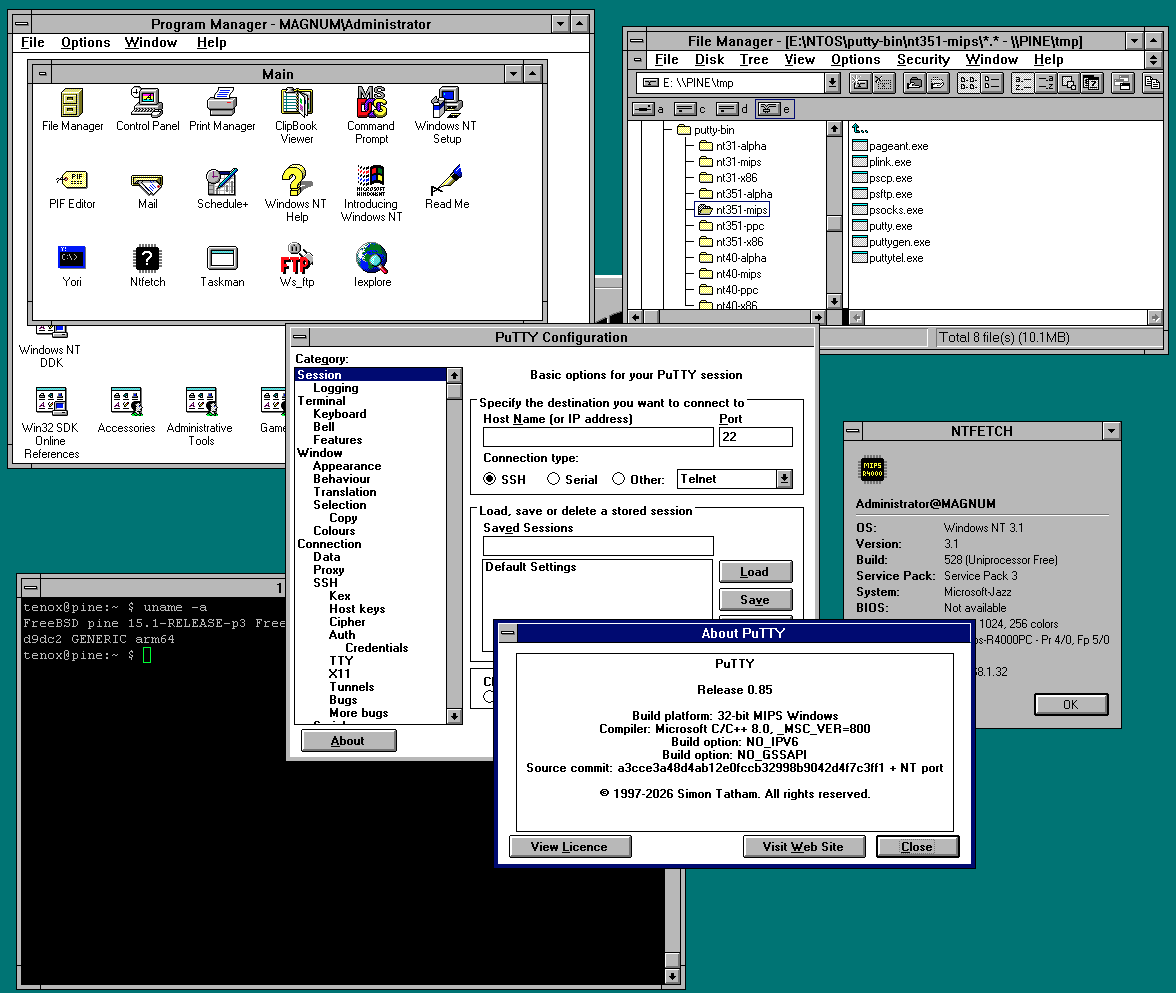 Program Manager - MAGNUM\Administrator
File Options Window Help
Main
File Manager
Control Panel
Print Manager
ClipBook Viewer
MS DOS
Command Prompt
Windows NT Setup
PIF
PIF Editor
Mail
Schedule+
Windows NT Help
MICROSOFT
Introducing Windows NT
Read Me
C:\>
Yori
?
Ntfetch
Taskman
FTP
Ws_ftp
Iexplore
Windows NT DDK
Win32 SDK Online References
Accessories
Administrative Tools
Game
File Manager - [E:\NTOS\putty-bin\nt351-mips\*.* - \\PINE\tmp]
File Disk Tree View Options Security Window Help
E: \\PINE\tmp
a c d e
putty-bin
nt31-alpha
nt31-mips
nt31-x86
nt351-alpha
nt351-mips
nt351-ppc
nt351-x86
nt40-alpha
nt40-mips
nt40-ppc
nt40-x86
pageant.exe
plink.exe
pscp.exe
psftp.exe
psocks.exe
putty.exe
puttygen.exe
puttytel.exe
Total 8 file(s) (10.1MB)
PuTTY Configuration
Category:
Session
Logging
Terminal
Keyboard
Bell
Features
Window
Appearance
Behaviour
Translation
Selection
Copy
Colours
Connection
Data
Proxy
SSH
Kex
Host keys
Cipher
Auth
Credentials
TTY
X11
Tunnels
Bugs
More bugs
About
Basic options for your PuTTY session
Specify the destination you want to connect to
Host Name (or IP address) Port
22
Connection type:
SSH Serial Other: Telnet
Load, save or delete a stored session
Saved Sessions
Default Settings
Load
Save
Cl
NTFETCH
MIPS
R4000
Administrator@MAGNUM
OS: Windows NT 3.1
Version: 3.1
Build: 528 (Uniprocessor Free)
Service Pack: Service Pack 3
System: Microsoft-Jazz
BIOS: Not available
1024, 256 colors
ps-R4000PC - Pr 4/0, Fp 5/0
8.1.32
OK
1
tenox@pine:~ $ uname -a
FreeBSD pine 15.1-RELEASE-p3 Free
d9dc2 GENERIC arm64
tenox@pine:~ $
About PuTTY
PuTTY
Release 0.85
Build platform: 32-bit MIPS Windows
Compiler: Microsoft C/C++ 8.0, _MSC_VER=800
Build option: NO_IPV6
Build option: NO_GSSAPI
Source commit: a3cce3a48d4ab12e0fccb32998b9042d4f7c3ff1 + NT port
© 1997-2026 Simon Tatham. All rights reserved.
View Licence
Visit Web Site
Close